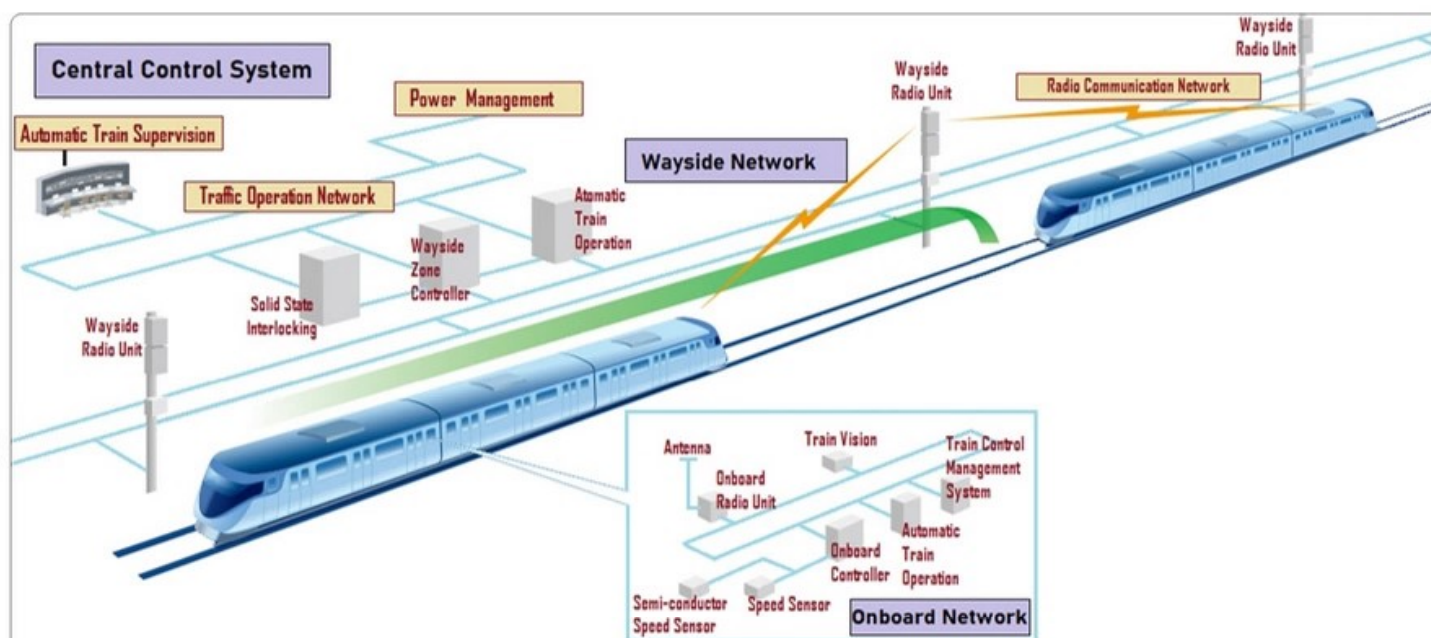 Central Control System
Automatic Train Supervision
Power Management
Traffic Operation Network
Wayside Network
Wayside
Radio Unit
Radio Communication Network
Wayside
Radio Unit
Atomatic
Train
Operation
Wayside
Zone
Controller
Solid State
Interlocking
Wayside
Radio Unit
Antenna
Onboard
Radio Unit
Train Vision
Train Control
Management
System
Onboard
Controller
Automatic
Train
Operation
Semi-conductor
Speed Sensor
Speed Sensor
Onboard Network